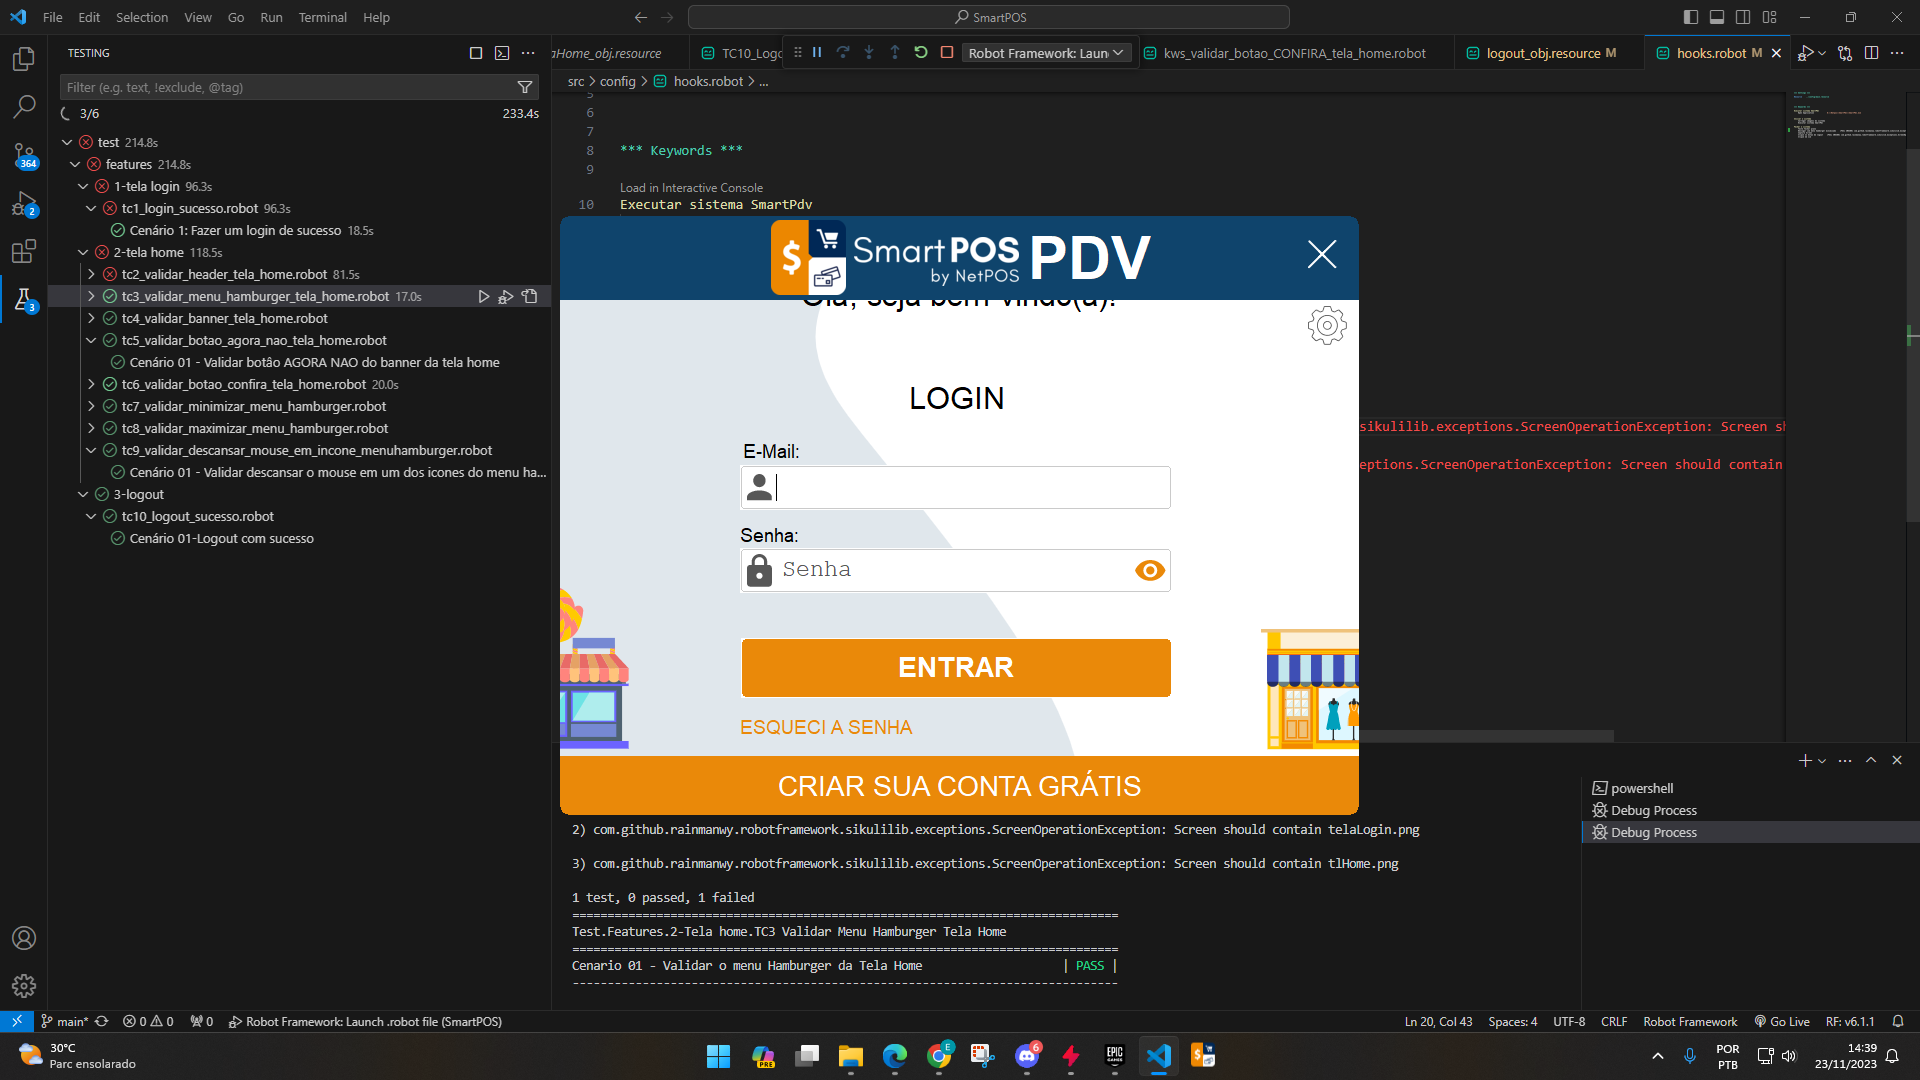 File Edit Selection View Go Run Terminal Help
SmartPOS
TESTING
Filter (e.g. text, !exclude, @tag)
3/6
233.4s
test 214.8s
features 214.8s
1-tela login 96.3s
tc1_login_sucesso.robot 96.3s
Cenário 1: Fazer um login de sucesso 18.5s
2-tela home 118.5s
tc2_validar_header_tela_home.robot 81.5s
tc3_validar_menu_hamburger_tela_home.robot 17.0s
tc4_validar_banner_tela_home.robot
tc5_validar_botao_agora_nao_tela_home.robot
Cenário 01 - Validar botão AGORA NAO do banner da tela home
tc6_validar_botao_confira_tela_home.robot 20.0s
tc7_validar_minimizar_menu_hamburger.robot
tc8_validar_maximizar_menu_hamburger.robot
tc9_validar_descansar_mouse_em_incone_menuhamburger.robot
Cenário 01 - Validar descansar o mouse em um dos icones do menu ha...
3-logout
tc10_logout_sucesso.robot
Cenário 01-Logout com sucesso
364
2
3
aHome_obj.resource
TC10_Logo
Robot Framework: Laun
kws_validar_botao_CONFIRA_tela_home.robot
logout_obj.resource M
hooks.robot M
src > config > hooks.robot > ...
5
6
7
8 *** Keywords ***
9
Load in Interactive Console
10 Executar sistema SmartPdv
sikulilib.exceptions.ScreenOperationException: Screen sh
eptions.ScreenOperationException: Screen should contain
$
SmartPOS PDV
by NetPOS
Olá, seja bem vindo(a)!
LOGIN
E-Mail:
Senha:
Senha
ENTRAR
ESQUECI A SENHA
CRIAR SUA CONTA GRÁTIS
2) com.github.rainmanwy.robotframework.sikulilib.exceptions.ScreenOperationException: Screen should contain telaLogin.png
3) com.github.rainmanwy.robotframework.sikulilib.exceptions.ScreenOperationException: Screen should contain tlHome.png
1 test, 0 passed, 1 failed
==============================================================================
Test.Features.2-Tela home.TC3 Validar Menu Hamburger Tela Home
==============================================================================
Cenario 01 - Validar o menu Hamburger da Tela Home | PASS |
------------------------------------------------------------------------------
powershell
Debug Process
Debug Process
main* 0 0 0 Robot Framework: Launch .robot file (SmartPOS)
Ln 20, Col 43 Spaces: 4 UTF-8 CRLF Robot Framework Go Live RF: v6.1.1
30°C
Parc ensolarado
PRE
E
6
EPIC
GAMES
$
POR
PTB
14:39
23/11/2023